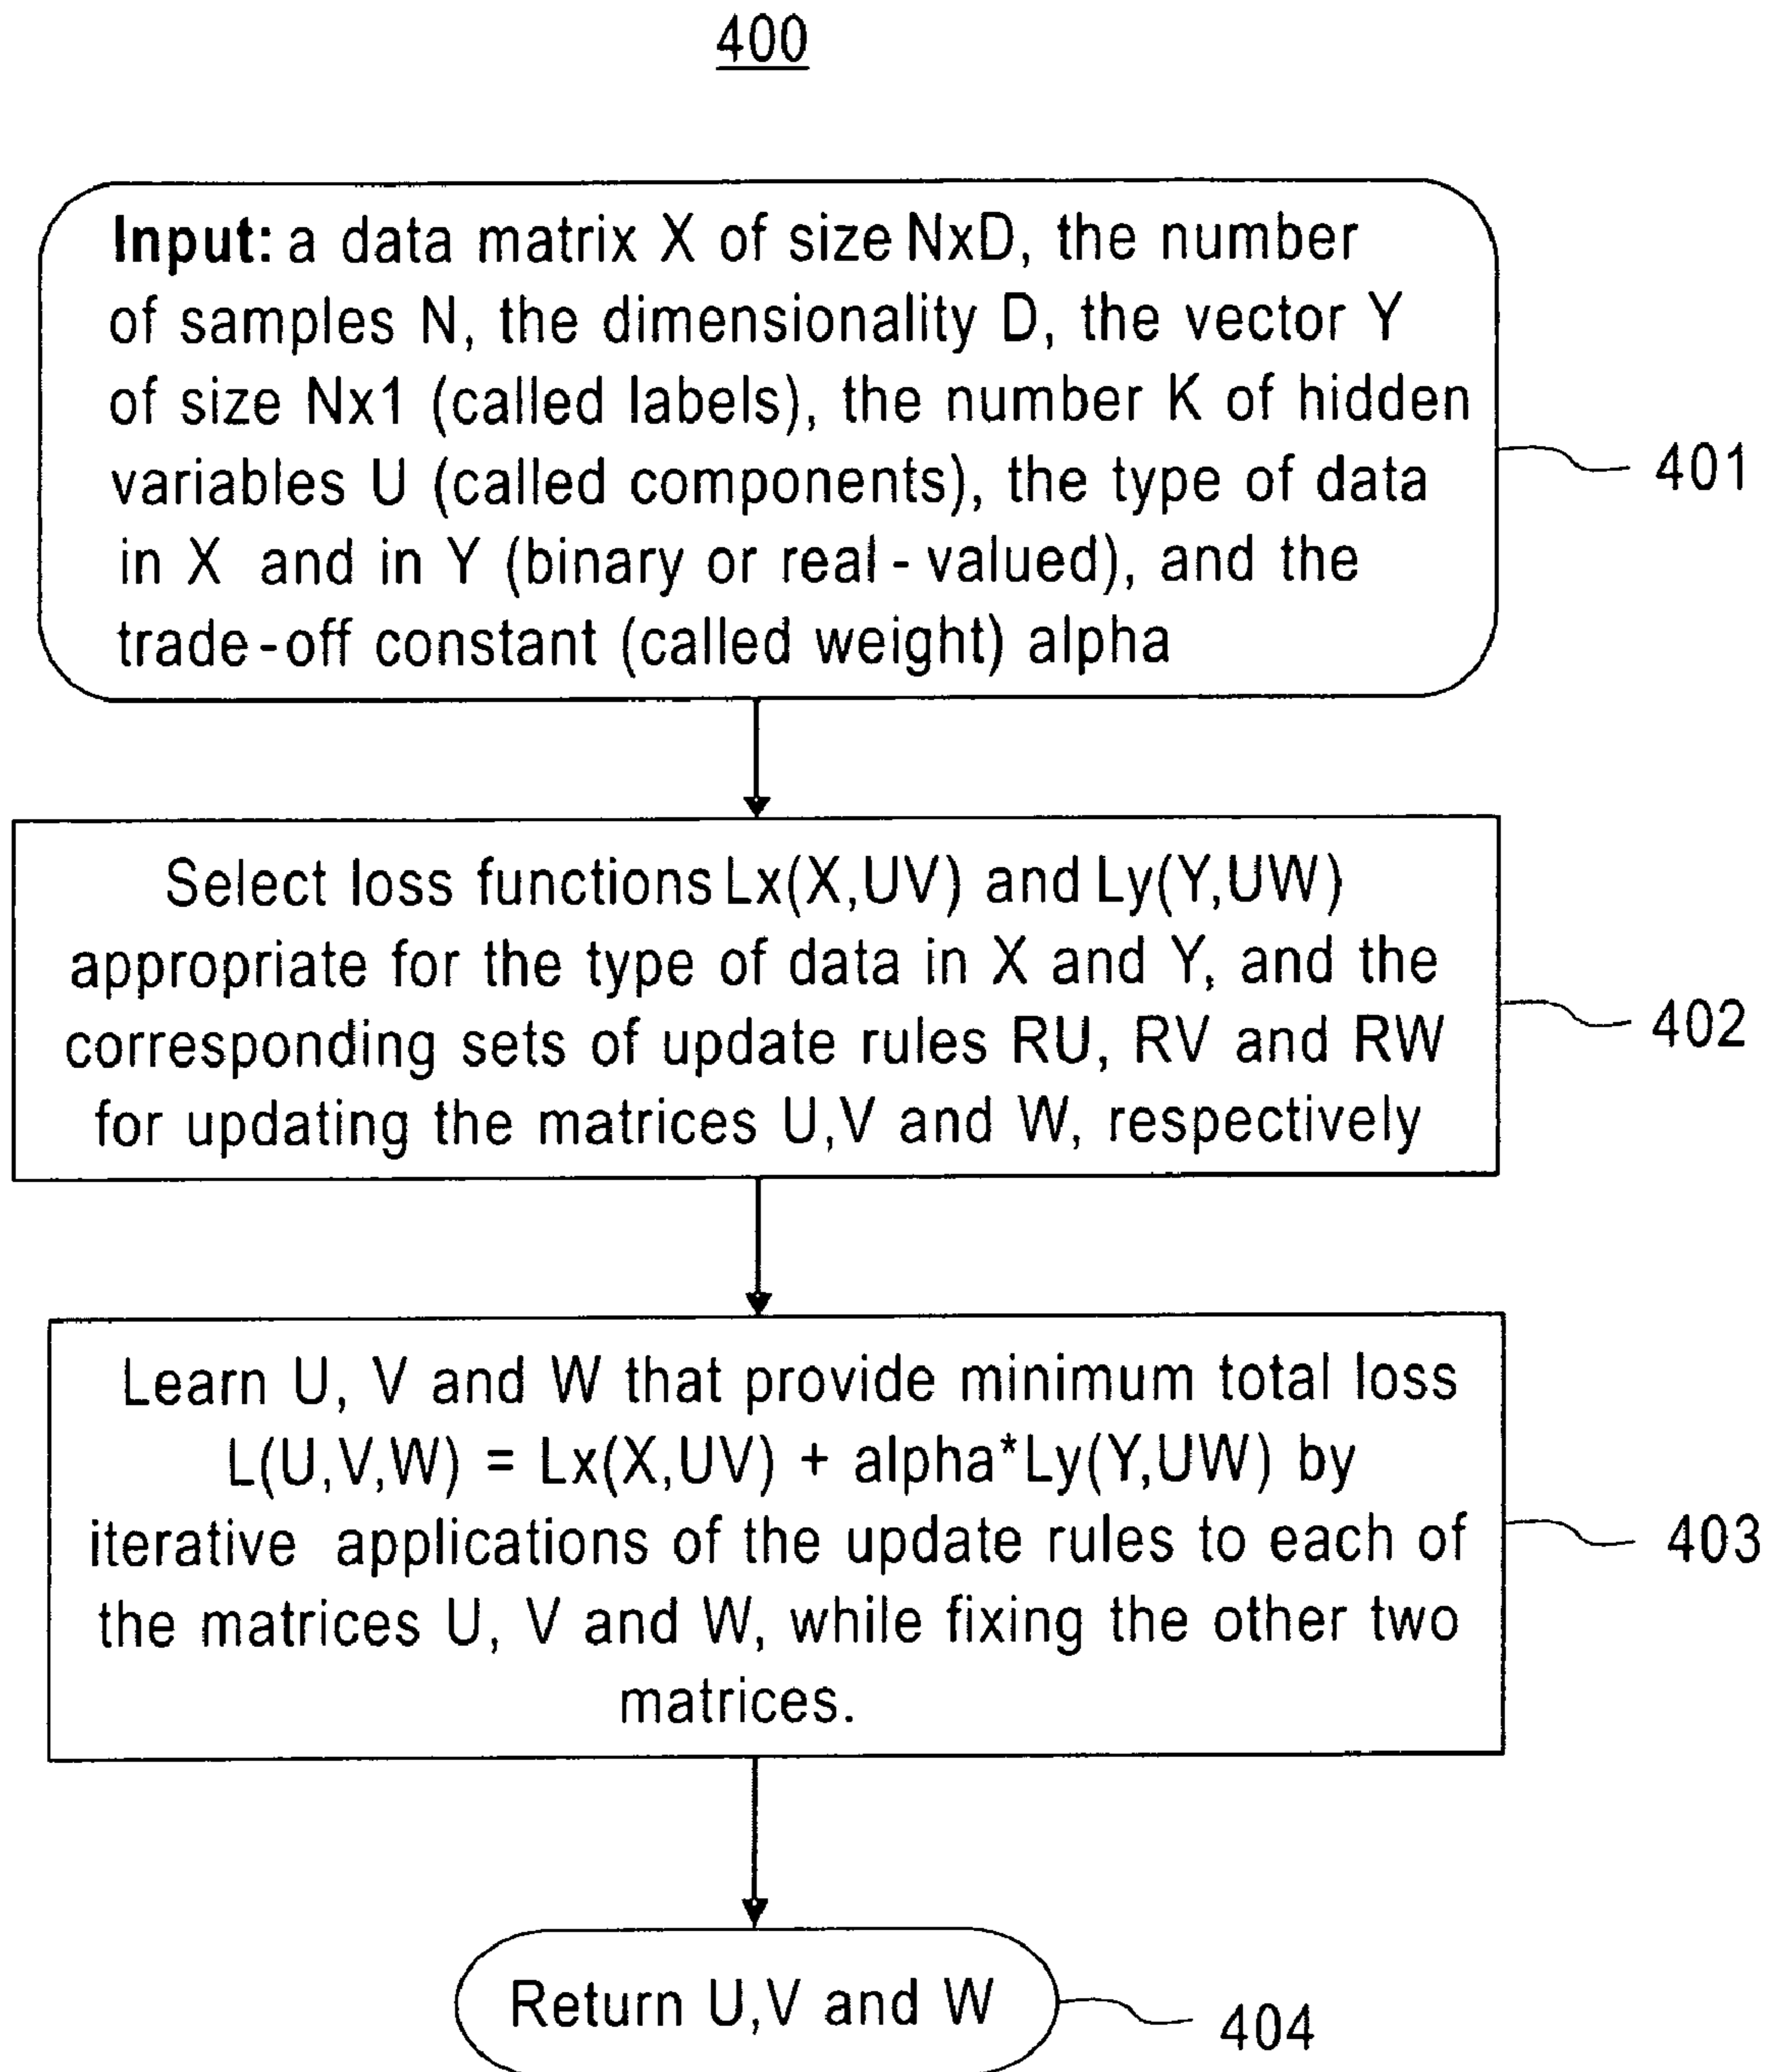 400
Input: a data matrix X of size NxD, the number
of samples N, the dimensionality D, the vector Y
of size Nx1 (called labels), the number K of hidden
variables U (called components), the type of data
in X and in Y (binary or real-valued), and the
trade-off constant (called weight) alpha
401
Select loss functions Lx(X,UV) and Ly(Y,UW)
appropriate for the type of data in X and Y, and the
corresponding sets of update rules RU, RV and RW
for updating the matrices U,V and W, respectively
402
Learn U, V and W that provide minimum total loss
L(U,V,W) = Lx(X,UV) + alpha*Ly(Y,UW) by
iterative applications of the update rules to each of
the matrices U, V and W, while fixing the other two
matrices.
403
Return U,V and W
404